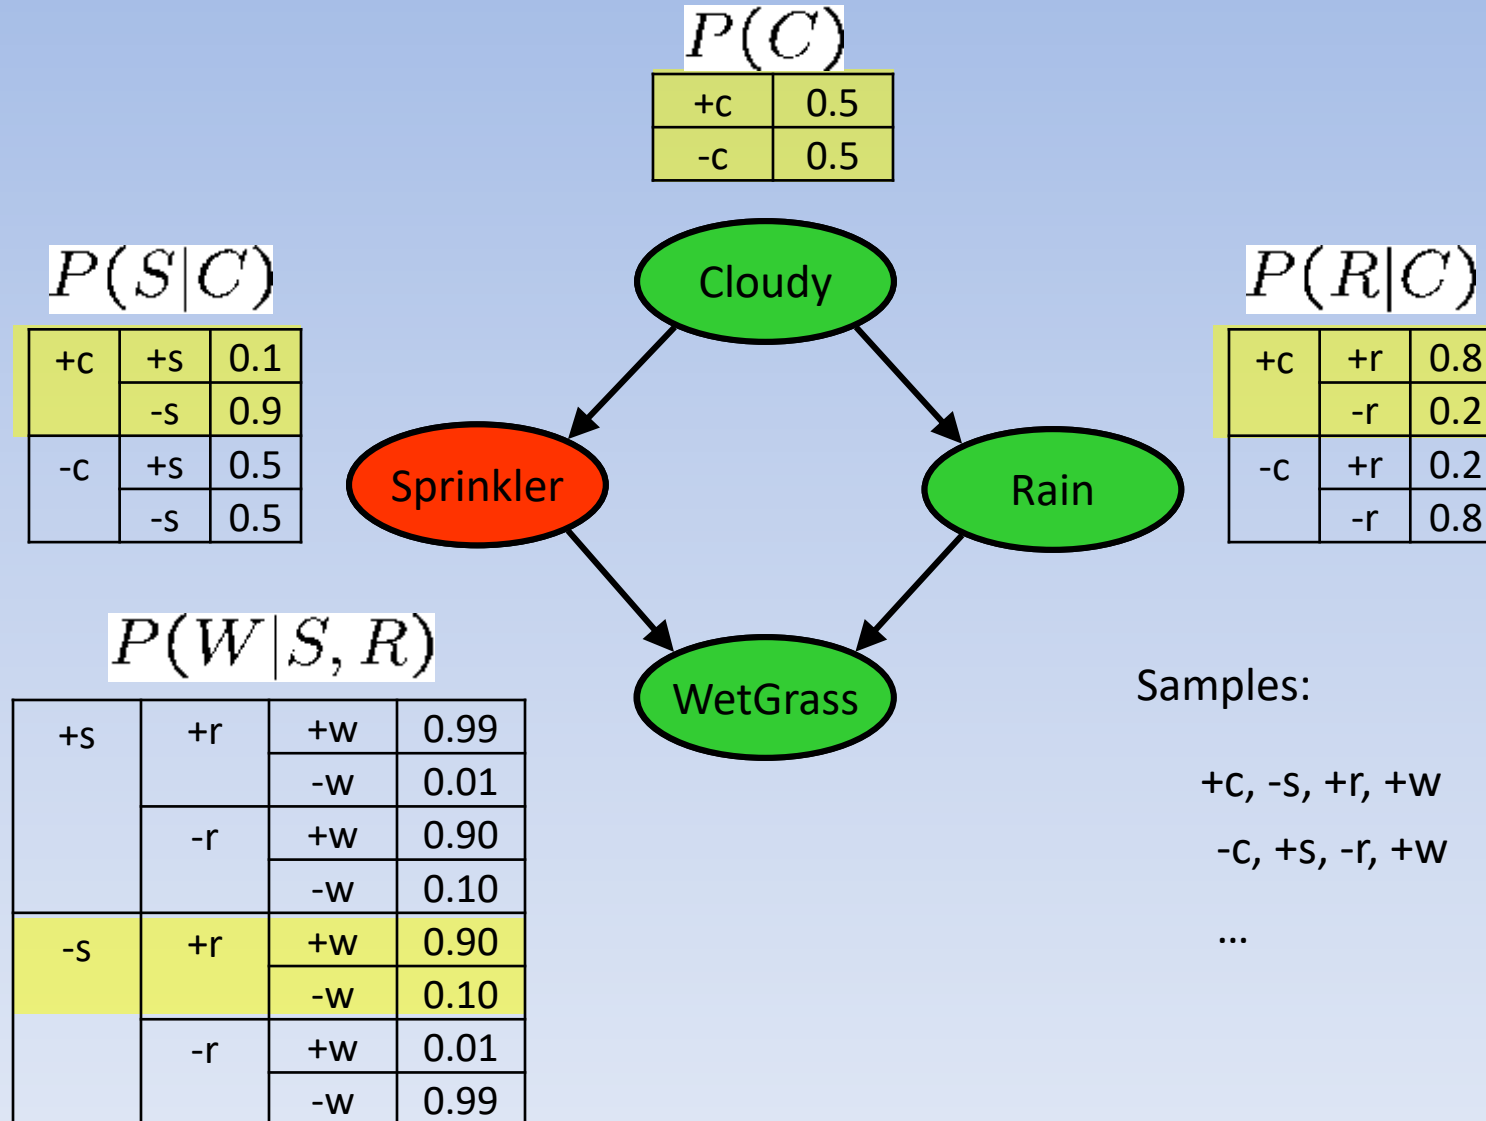 P(C)
+c 0.5
-c 0.5
Cloudy
P(S|C)
+c +s 0.1
-s 0.9
-c +s 0.5
-s 0.5
P(R|C)
+c +r 0.8
-r 0.2
-c +r 0.2
-r 0.8
Sprinkler
Rain
P(W|S, R)
+s +r +w 0.99
-w 0.01
-r +w 0.90
-w 0.10
-s +r +w 0.90
-w 0.10
-r +w 0.01
-w 0.99
WetGrass
Samples:
+c, -s, +r, +w
-c, +s, -r, +w
...